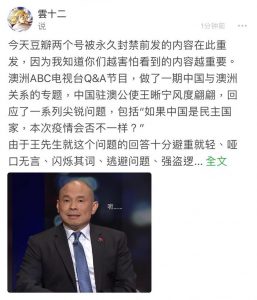 雲十二
1分钟前
说
今天豆瓣两个号被永久封禁前发的内容在此重
发，因为我知道你们越害怕看到的内容越重要。
澳洲ABC电视台Q&A节目，做了一期中国与澳洲
关系的专题，中国驻澳公使王晰宁风度翩翩，回
应了一系列尖锐问题，包括“如果中国是民主国
家，本次疫情会否不一样？”
由于王先生就这个问题的回答十分避重就轻、哑
口无言、闪烁其词、逃避问题、强盗逻... 全文